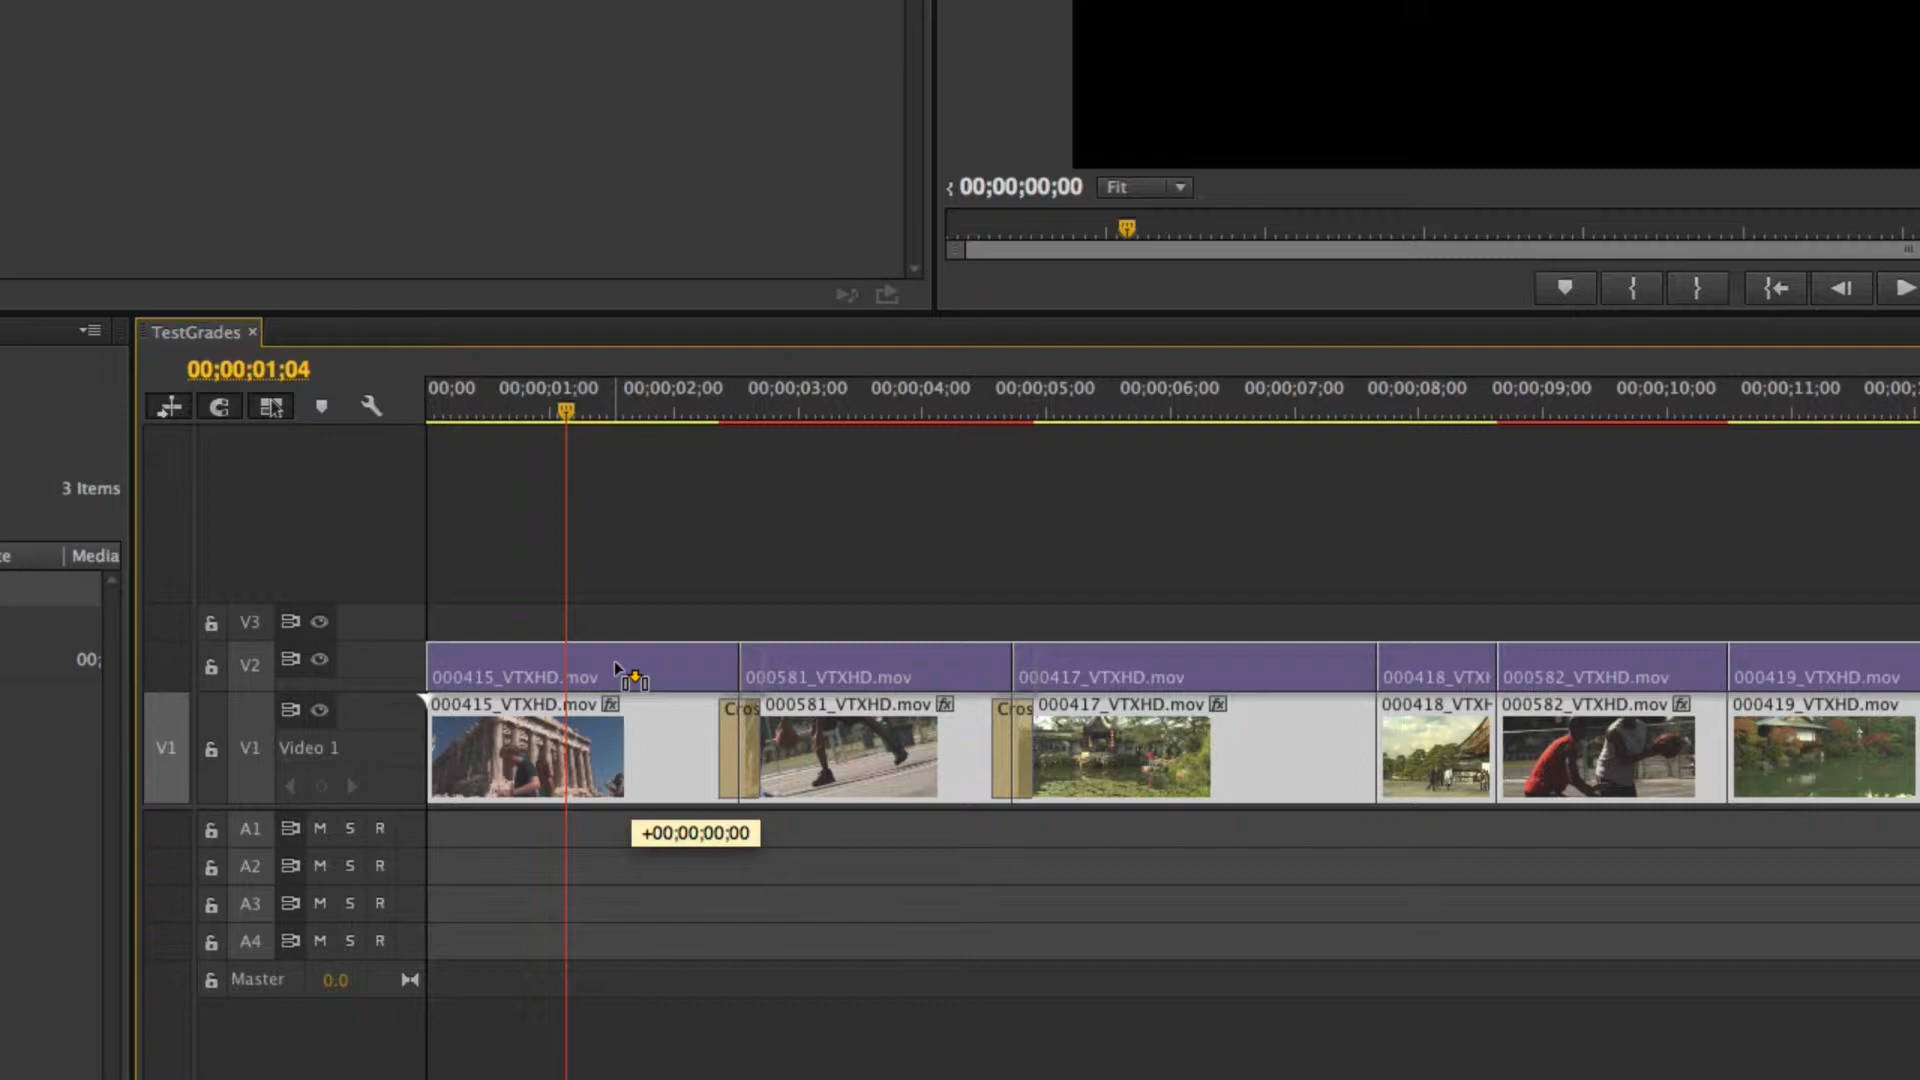 00;00;00;00 Fit
TestGrades ×
00;00;01;04
00;00 00;00;01;00 00;00;02;00 00;00;03;00 00;00;04;00 00;00;05;00 00;00;06;00 00;00;07;00 00;00;08;00 00;00;09;00 00;00;10;00 00;00;11;00 00;00;
3 Items
Media
00;
V3
V2
000415_VTXHD.mov 000581_VTXHD.mov 000417_VTXHD.mov 000418_VTXH 000582_VTXHD.mov 000419_VTXHD.mov
000415_VTXHD.mov fx Cros 000581_VTXHD.mov fx Cros 000417_VTXHD.mov fx 000418_VTXH 000582_VTXHD.mov fx 000419_VTXHD.mov
V1 V1 Video 1
A1 M S R
+00;00;00;00
A2 M S R
A3 M S R
A4 M S R
Master 0.0